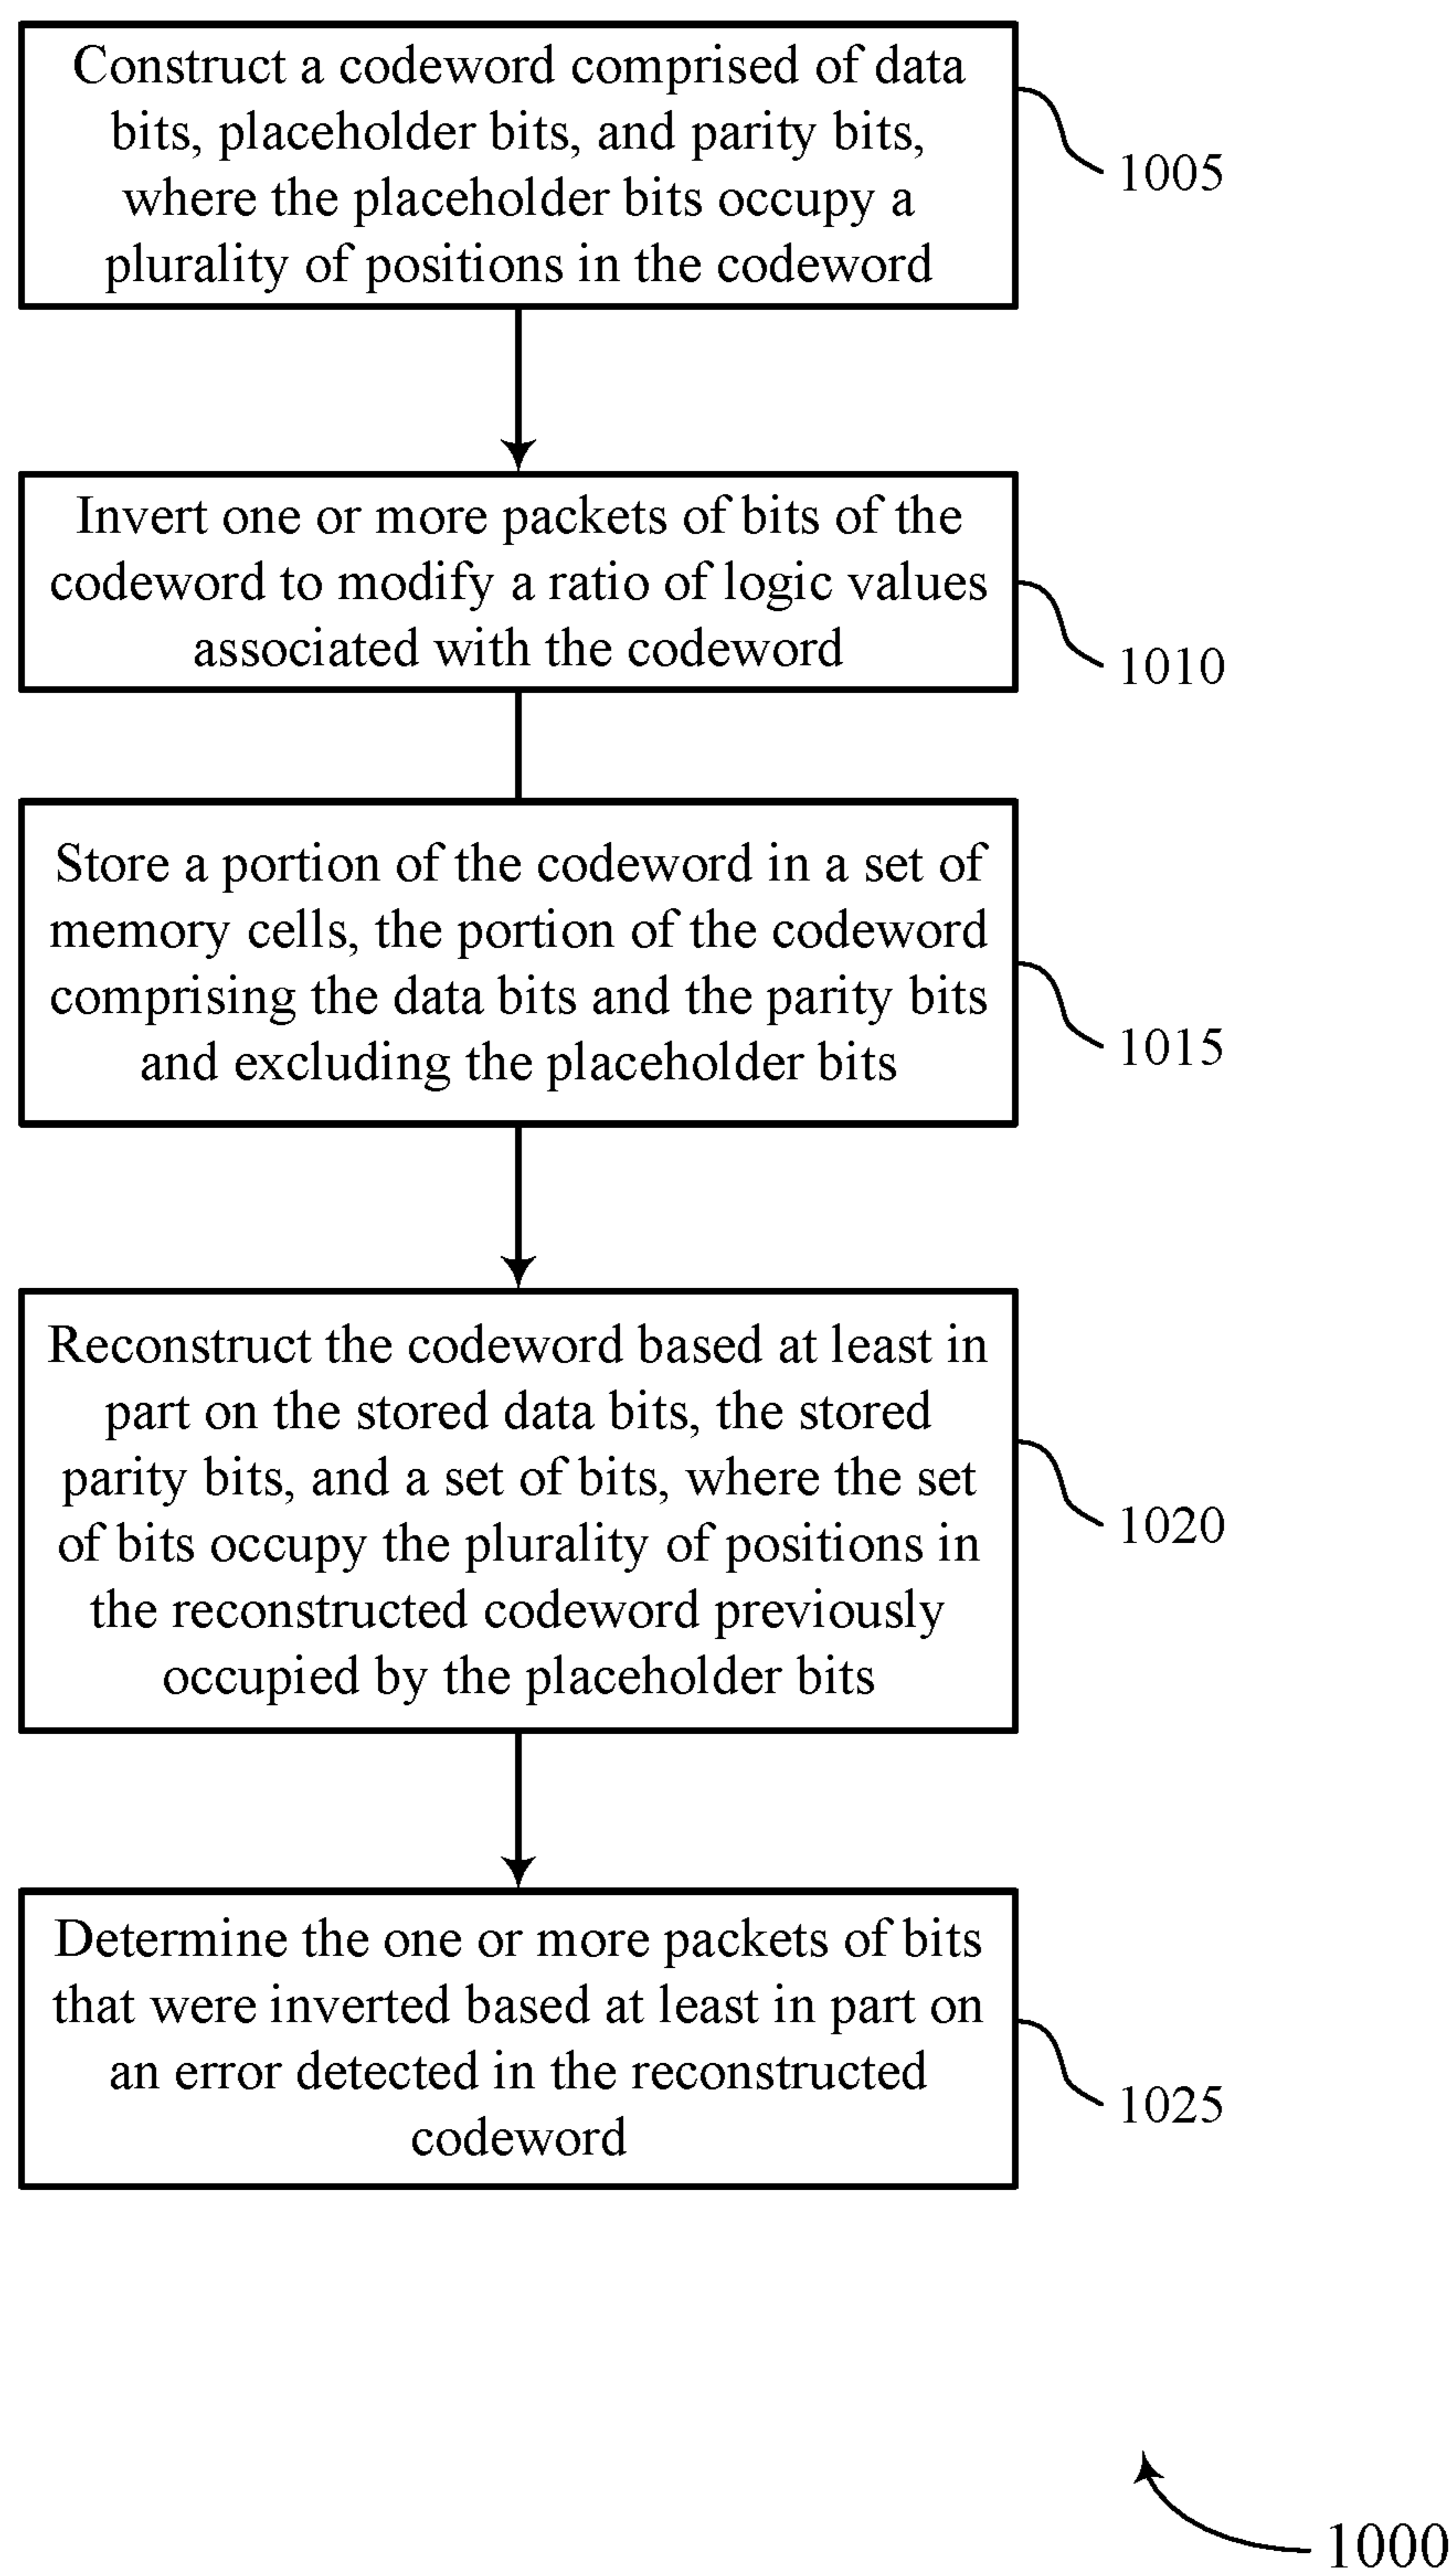 Construct a codeword comprised of data
bits, placeholder bits, and parity bits,
where the placeholder bits occupy a
plurality of positions in the codeword
1005
Invert one or more packets of bits of the
codeword to modify a ratio of logic values
associated with the codeword
1010
Store a portion of the codeword in a set of
memory cells, the portion of the codeword
comprising the data bits and the parity bits
and excluding the placeholder bits
1015
Reconstruct the codeword based at least in
part on the stored data bits, the stored
parity bits, and a set of bits, where the set
of bits occupy the plurality of positions in
the reconstructed codeword previously
occupied by the placeholder bits
1020
Determine the one or more packets of bits
that were inverted based at least in part on
an error detected in the reconstructed
codeword
1025
1000